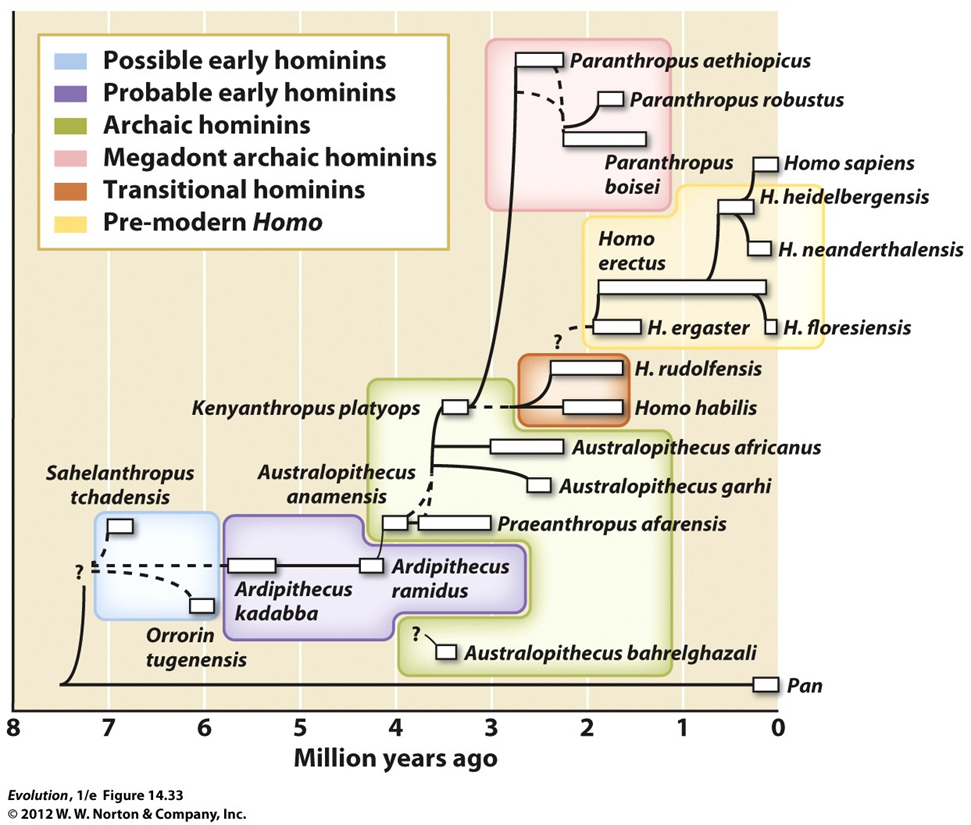 Possible early hominins
Probable early hominins
Archaic hominins
Megadont archaic hominins
Transitional hominins
Pre-modern Homo
Paranthropus aethiopicus
Paranthropus robustus
Paranthropus
boisei
Homo sapiens
H. heidelbergensis
Homo
erectus
H. neanderthalensis
H. ergaster
H. floresiensis
?
H. rudolfensis
Kenyanthropus platyops
Homo habilis
Australopithecus africanus
Sahelanthropus
tchadensis
Australopithecus
anamensis
Australopithecus garhi
Praeanthropus afarensis
?
Ardipithecus
kadabba
Ardipithecus
ramidus
Orrorin
tugenensis
?
Australopithecus bahrelghazali
Pan
8 7 6 5 4 3 2 1 0
Million years ago
Evolution, 1/e Figure 14.33
© 2012 W. W. Norton & Company, Inc.